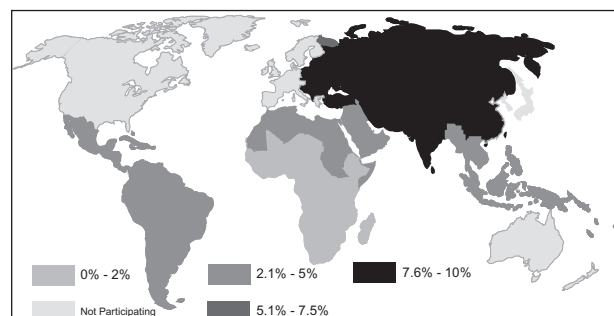 0% - 2%
2.1% - 5%
7.6% - 10%
Not Participating
5.1% - 7.5%